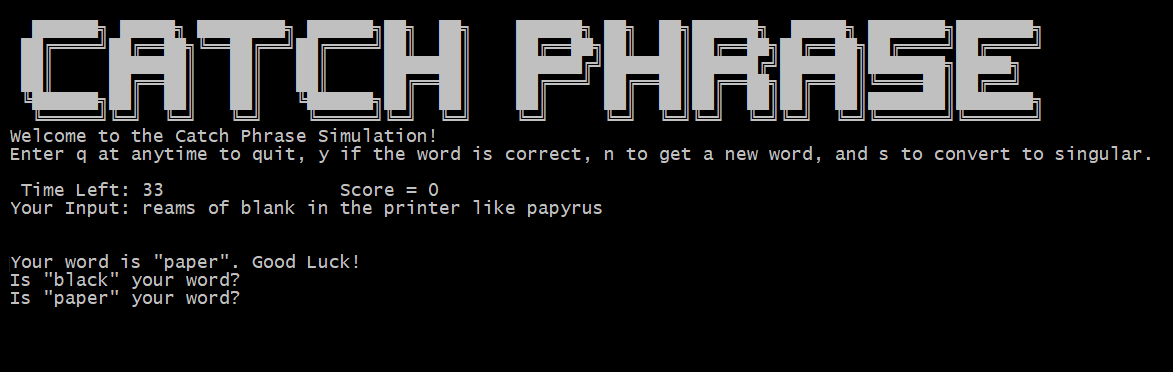 CATCH PHRASE
Welcome to the Catch Phrase Simulation!
Enter q at anytime to quit, y if the word is correct, n to get a new word, and s to convert to singular.
Time Left: 33 Score = 0
Your Input: reams of blank in the printer like papyrus
Your word is "paper". Good Luck!
Is "black" your word?
Is "paper" your word?